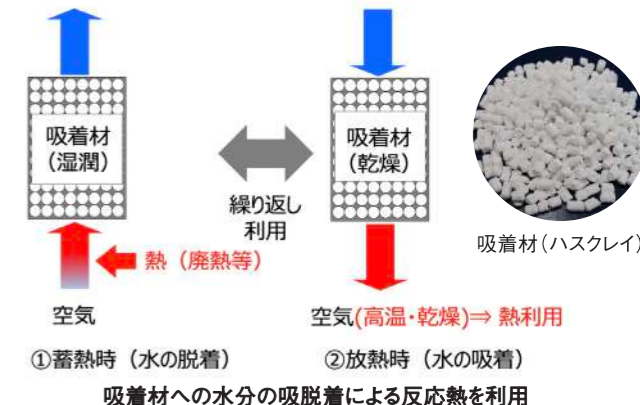 吸着材
(湿潤)
吸着材
(乾燥)
繰り返し
利用
熱（廃熱等）
吸着材(ハスクレイ)
空気
空気(高温・乾燥)⇒ 熱利用
①蓄熱時（水の脱着）
②放熱時（水の吸着）
吸着材への水分の吸脱着による反応熱を利用